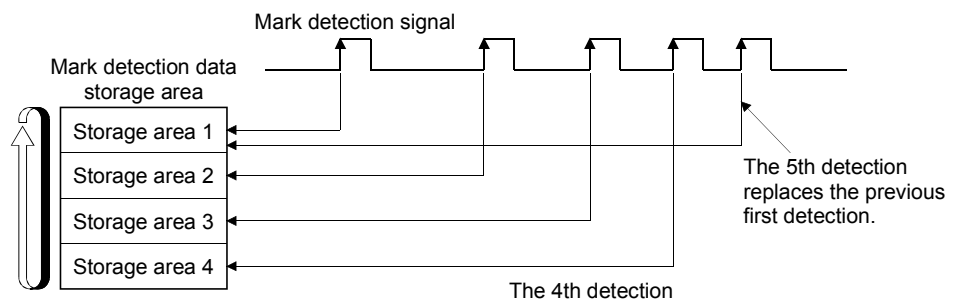 Mark detection signal
Mark detection data
storage area
Storage area 1
Storage area 2
Storage area 3
Storage area 4
The 5th detection
replaces the previous
first detection.
The 4th detection